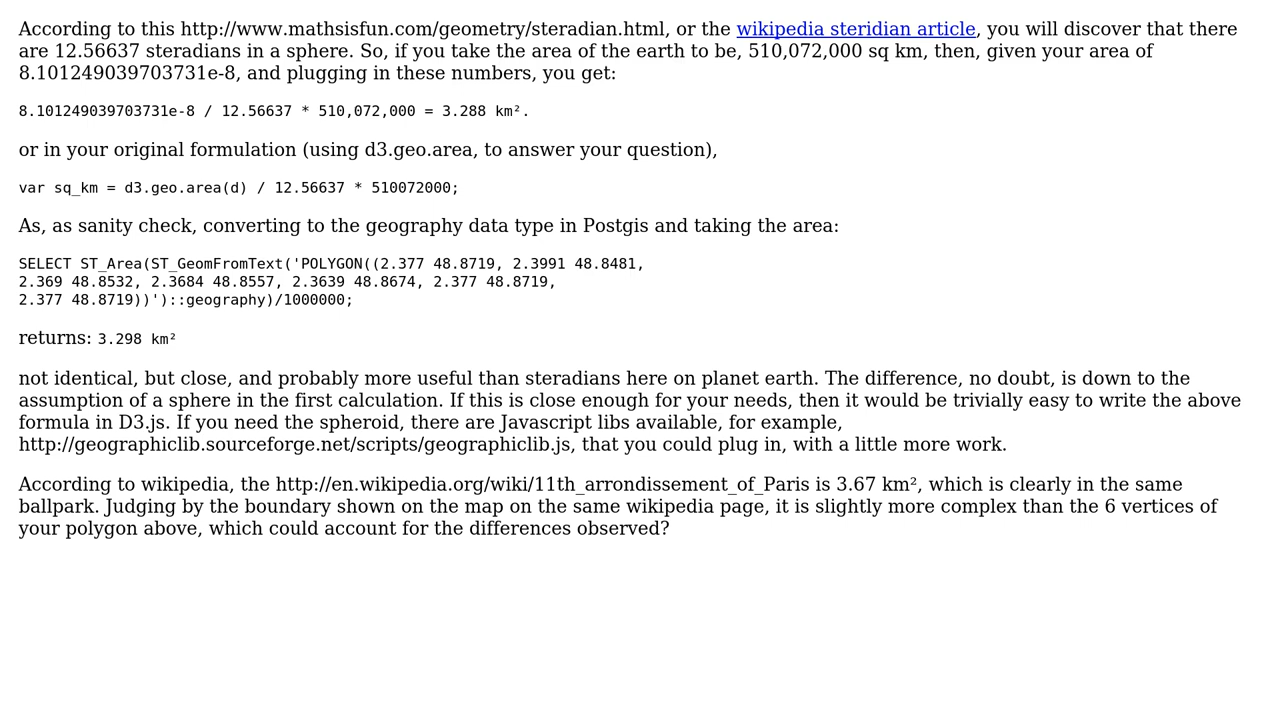 According to this http://www.mathsisfun.com/geometry/steradian.html, or the wikipedia steridian article, you will discover that there
are 12.56637 steradians in a sphere. So, if you take the area of the earth to be, 510,072,000 sq km, then, given your area of
8.101249039703731e-8, and plugging in these numbers, you get:
8.101249039703731e-8 / 12.56637 * 510,072,000 = 3.288 km².
or in your original formulation (using d3.geo.area, to answer your question),
var sq_km = d3.geo.area(d) / 12.56637 * 510072000;
As, as sanity check, converting to the geography data type in Postgis and taking the area:
SELECT ST_Area(ST_GeomFromText('POLYGON((2.377 48.8719, 2.3991 48.8481,
2.369 48.8532, 2.3684 48.8557, 2.3639 48.8674, 2.377 48.8719,
2.377 48.8719))')::geography)/1000000;
returns: 3.298 km²
not identical, but close, and probably more useful than steradians here on planet earth. The difference, no doubt, is down to the
assumption of a sphere in the first calculation. If this is close enough for your needs, then it would be trivially easy to write the above
formula in D3.js. If you need the spheroid, there are Javascript libs available, for example,
http://geographiclib.sourceforge.net/scripts/geographiclib.js, that you could plug in, with a little more work.
According to wikipedia, the http://en.wikipedia.org/wiki/11th_arrondissement_of_Paris is 3.67 km², which is clearly in the same
ballpark. Judging by the boundary shown on the map on the same wikipedia page, it is slightly more complex than the 6 vertices of
your polygon above, which could account for the differences observed?